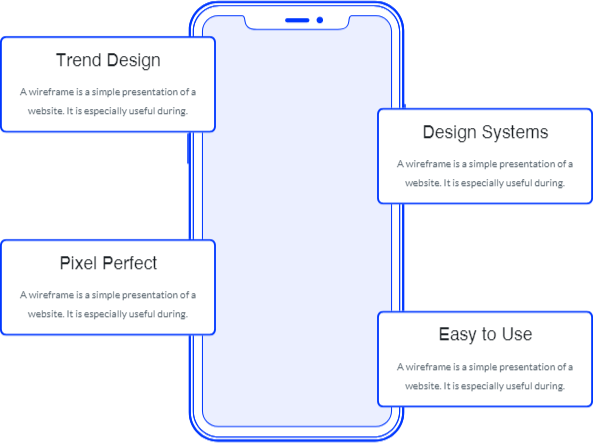 Trend Design
A wireframe is a simple presentation of a
website. It is especially useful during.
Design Systems
A wireframe is a simple presentation of a
website. It is especially useful during.
Pixel Perfect
A wireframe is a simple presentation of a
website. It is especially useful during.
Easy to Use
A wireframe is a simple presentation of a
website. It is especially useful during.